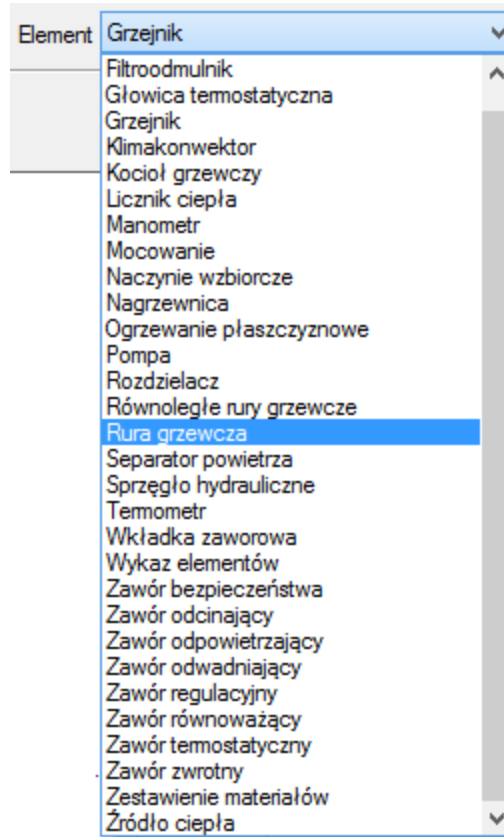 Element Grzejnik
Filtroodmulnik
Głowica termostatyczna
Grzejnik
Klimakonwektor
Kocioł grzewczy
Licznik ciepła
Manometr
Mocowanie
Naczynie wzbiorcze
Nagrzewnica
Ogrzewanie płaszczyznowe
Pompa
Rozdzielacz
Równoległe rury grzewcze
Rura grzewcza
Separator powietrza
Sprzęgło hydrauliczne
Termometr
Wkładka zaworowa
Wykaz elementów
Zawór bezpieczeństwa
Zawór odcinający
Zawór odpowietrzający
Zawór odwadniający
Zawór regulacyjny
Zawór równoważący
Zawór termostatyczny
Zawór zwrotny
Zestawienie materiałów
Źródło ciepła